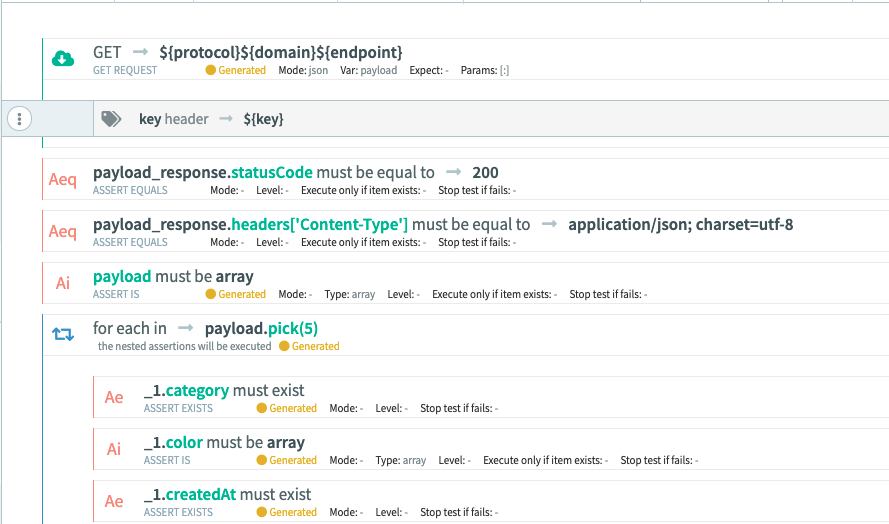 GET → ${protocol}${domain}${endpoint}
GET REQUEST Generated Mode: json Var: payload Expect: - Params: [:]
key header → ${key}
Aeq payload_response.statusCode must be equal to → 200
ASSERT EQUALS Mode: - Level: - Execute only if item exists: - Stop test if fails: -
Aeq payload_response.headers['Content-Type'] must be equal to → application/json; charset=utf-8
ASSERT EQUALS Mode: - Level: - Execute only if item exists: - Stop test if fails: -
Ai payload must be array
ASSERT IS Generated Mode: - Type: array Level: - Execute only if item exists: - Stop test if fails: -
for each in → payload.pick(5)
the nested assertions will be executed Generated
Ae _1.category must exist
ASSERT EXISTS Generated Mode: - Level: - Stop test if fails: -
Ai _1.color must be array
ASSERT IS Generated Mode: - Type: array Level: - Execute only if item exists: - Stop test if fails: -
Ae _1.createdAt must exist
ASSERT EXISTS Generated Mode: - Level: - Stop test if fails: -